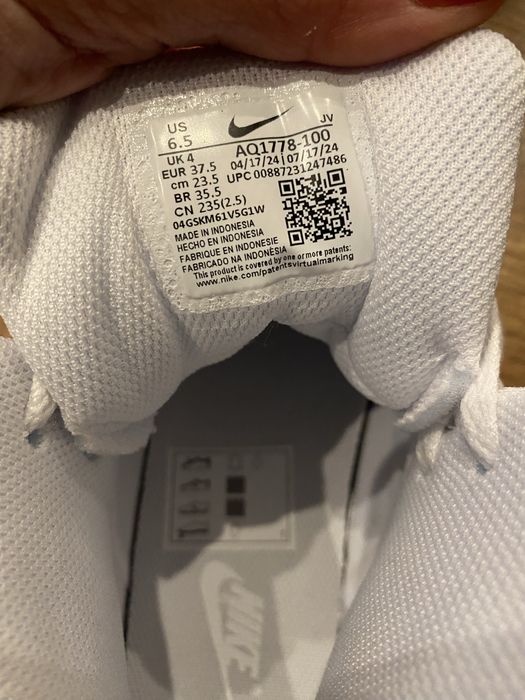 US
6.5
JV
UK 4
AQ1778-100
EUR 37.5
04/17/24 | 07/17/24
cm 23.5
UPC 00887231247486
BR 35.5
CN 235(2.5)
04GSKM61V5G1W
MADE IN INDONESIA
HECHO EN INDONESIA
FABRIQUE EN INDONESIE
FABRICADO NA INDONÉSIA
This product is covered by one or more patents:
www.nike.com/patentsvirtualmarking
NIKE